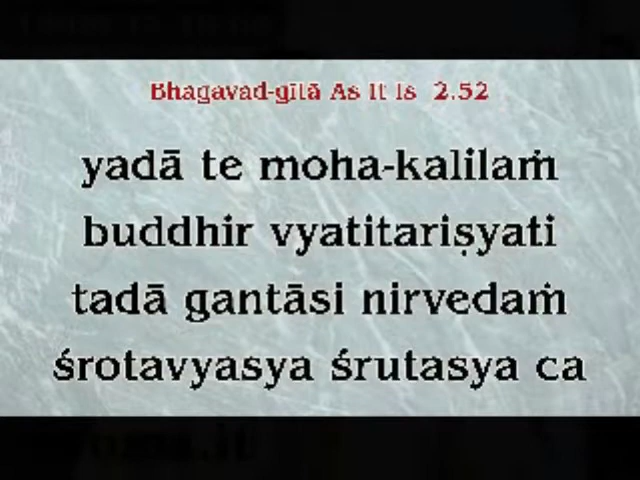 Bhagavad-gītā As It Is 2.52
yadā te moha-kalilaṁ
buddhir vyatitariṣyati
tadā gantāsi nirvedaṁ
śrotavyasya śrutasya ca